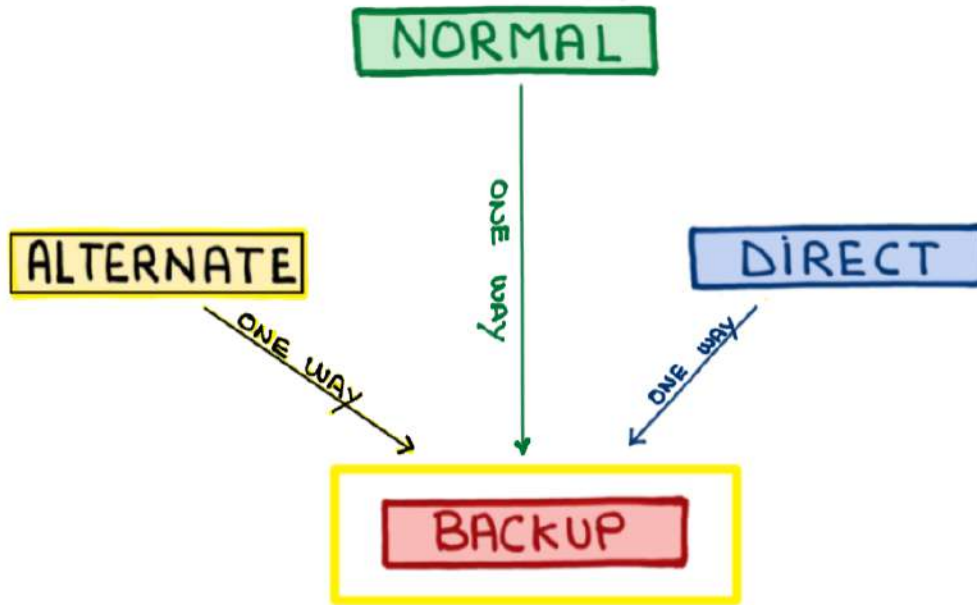 NORMAL
ONE WAY
ALTERNATE
DIRECT
ONE WAY
ONE WAY
BACKUP